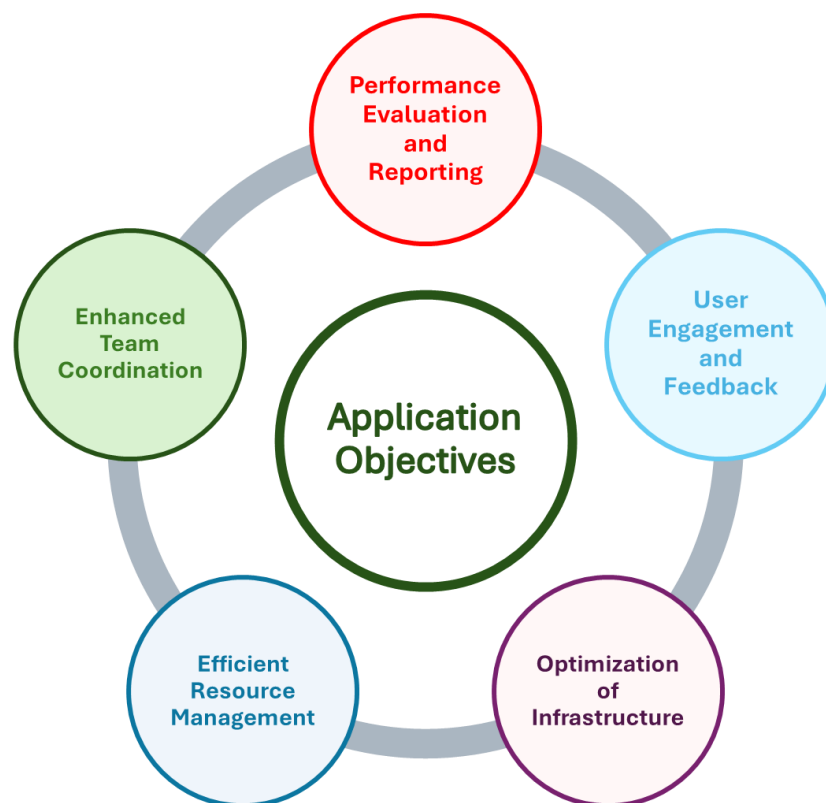 Performance
Evaluation
and
Reporting
User
Engagement
and
Feedback
Enhanced
Team
Coordination
Application
Objectives
Efficient
Resource
Management
Optimization
of
Infrastructure